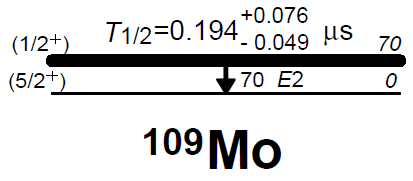 (1/2⁺) T₁/₂=0.194 +0.076 - 0.049 μs 70
(5/2⁺) 70 E2 0
¹⁰⁹Mo